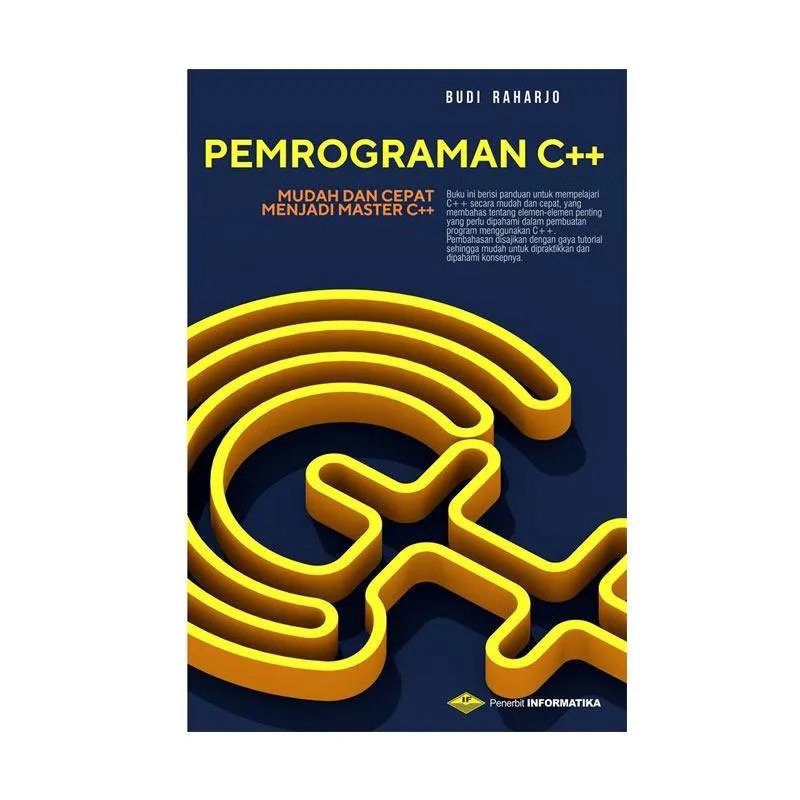 BUDI RAHARJO
PEMROGRAMAN C++
MUDAH DAN CEPAT
MENJADI MASTER C++
Buku ini berisi panduan untuk mempelajari
C++ secara mudah dan cepat, yang
membahas tentang elemen-elemen penting
yang perlu dipahami dalam pembuatan
program menggunakan C++.
Pembahasan disajikan dengan gaya tutorial
sehingga mudah untuk dipraktikkan dan
dipahami konsepnya.
IF
Penerbit INFORMATIKA